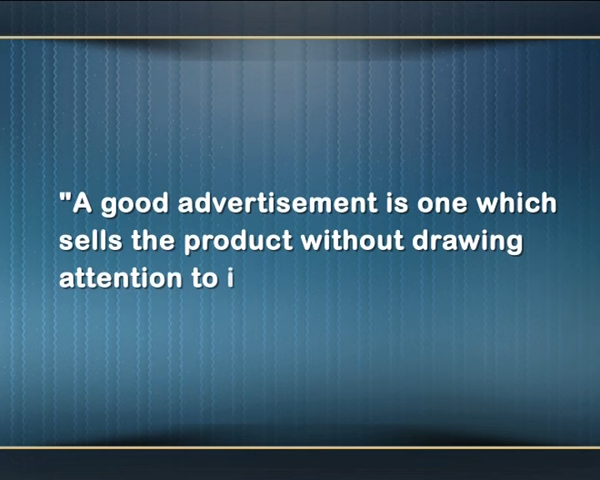 "A good advertisement is one which
sells the product without drawing
attention to i